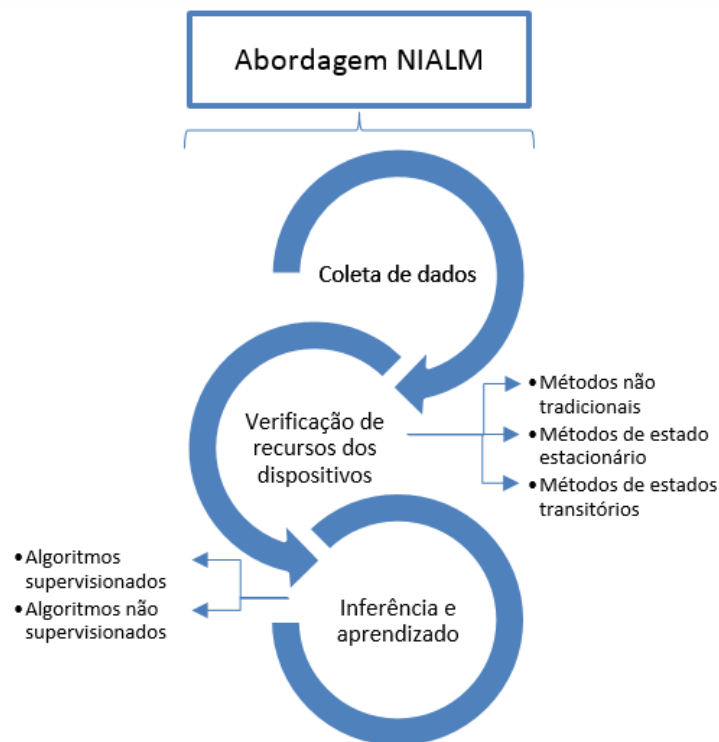 Abordagem NIALM
Coleta de dados
Verificação de
recursos dos
dispositivos
•Métodos não
tradicionais
•Métodos de estado
estacionário
•Métodos de estados
transitórios
•Algoritmos
supervisionados
•Algoritmos não
supervisionados
Inferência e
aprendizado